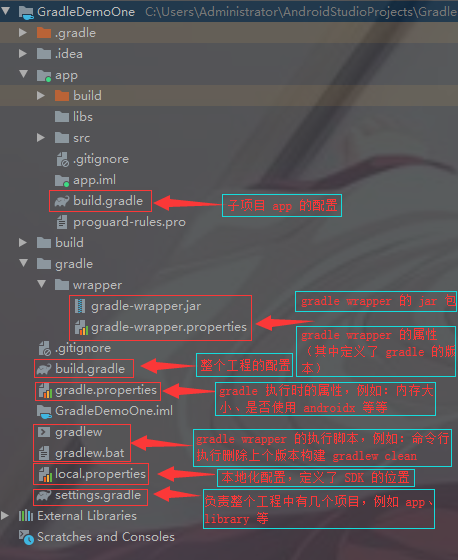 GradleDemoOne C:\Users\Administrator\AndroidStudioProjects\Gradle
.gradle
.idea
app
build
libs
src
.gitignore
app.iml
build.gradle
子项目 app 的配置
proguard-rules.pro
build
gradle
wrapper
gradle-wrapper.jar
gradle wrapper 的 jar 包
gradle-wrapper.properties
gradle wrapper 的属性
（其中定义了 gradle 的版
本）
.gitignore
build.gradle
整个工程的配置
gradle.properties
gradle 执行时的属性，例如：内存大
小、是否使用 androidx 等等
GradleDemoOne.iml
gradlew
gradlew.bat
gradle wrapper 的执行脚本，例如：命令行
执行删除上个版本构建 gradlew clean
local.properties
本地化配置，定义了 SDK 的位置
settings.gradle
负责整个工程中有几个项目，例如 app、
library 等
External Libraries
Scratches and Consoles